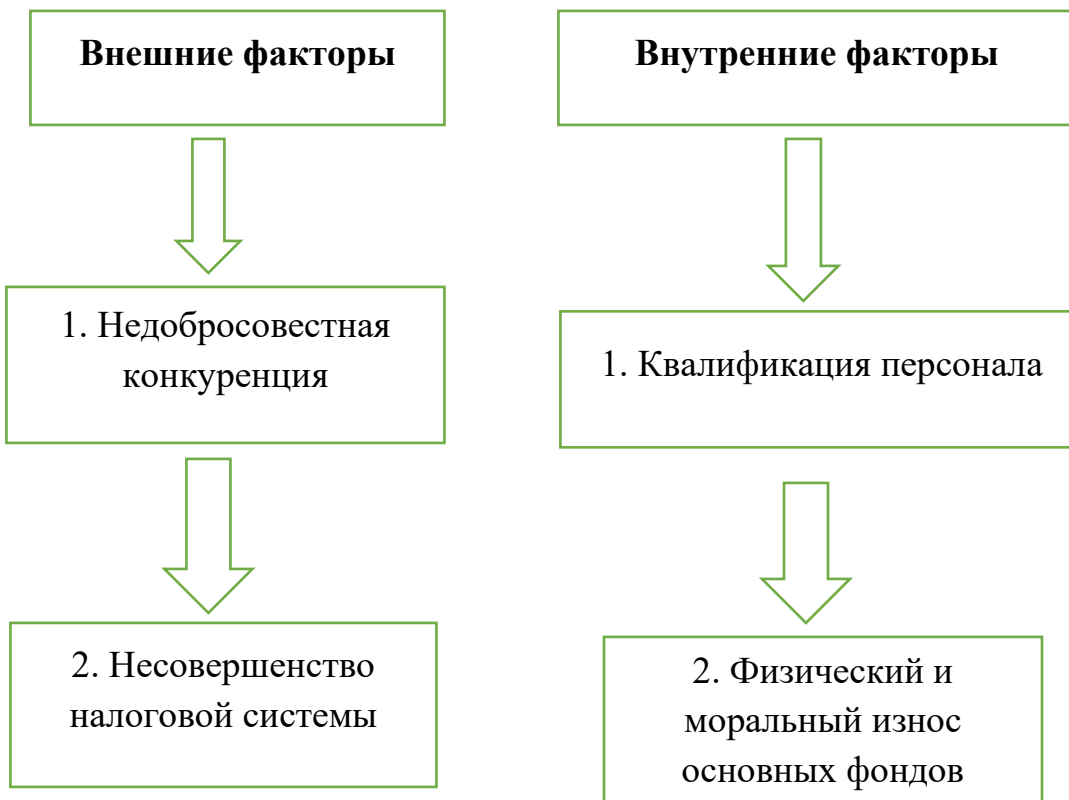 Внешние факторы
1. Недобросовестная
конкуренция
2. Несовершенство
налоговой системы
Внутренние факторы
1. Квалификация персонала
2. Физический и
моральный износ
основных фондов